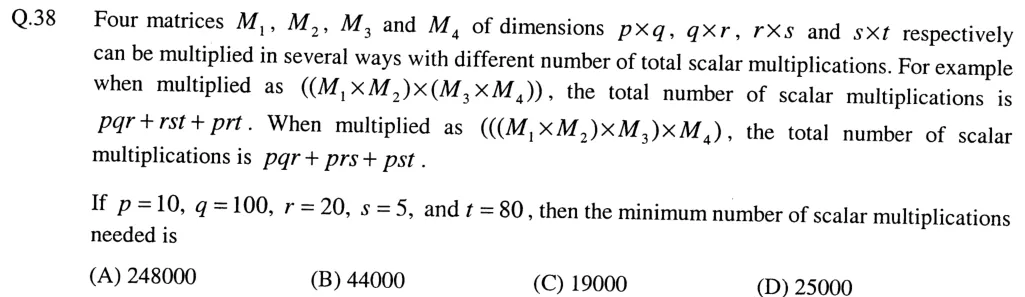 Q.38 Four matrices M₁, M₂, M₃ and M₄ of dimensions p×q, q×r, r×s and s×t respectively
can be multiplied in several ways with different number of total scalar multiplications. For example
when multiplied as ((M₁×M₂)×(M₃×M₄)), the total number of scalar multiplications is
pqr + rst + prt. When multiplied as (((M₁×M₂)×M₃)×M₄), the total number of scalar
multiplications is pqr + prs + pst.
If p = 10, q = 100, r = 20, s = 5, and t = 80, then the minimum number of scalar multiplications
needed is
(A) 248000 (B) 44000 (C) 19000 (D) 25000